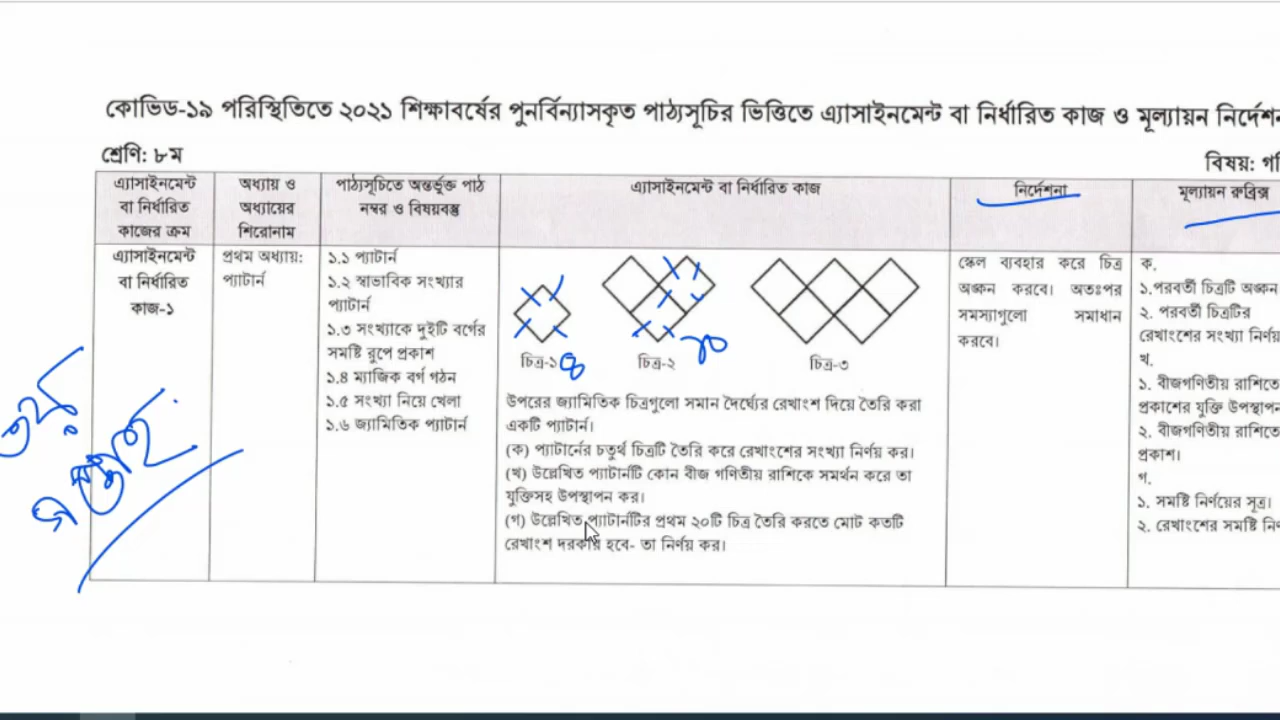 কোভিড-১৯ পরিস্থিতিতে ২০২১ শিক্ষাবর্ষের পুনর্বিন্যাসকৃত পাঠ্যসূচির ভিত্তিতে এ্যাসাইনমেন্ট বা নির্ধারিত কাজ ও মূল্যায়ন নির্দেশন
শ্রেণি: ৮ম
বিষয়: গণি
এ্যাসাইনমেন্ট
বা নির্ধারিত
কাজের ক্রম
অধ্যায় ও
অধ্যায়ের
শিরোনাম
পাঠ্যসূচিতে অন্তর্ভুক্ত পাঠ
নম্বর ও বিষয়বস্তু
এ্যাসাইনমেন্ট বা নির্ধারিত কাজ
নির্দেশনা
মূল্যায়ন রুব্রিক্স
এ্যাসাইনমেন্ট
বা নির্ধারিত
কাজ-১
প্রথম অধ্যায়:
প্যাটার্ন
১.১ প্যাটার্ন
১.২ স্বাভাবিক সংখ্যার
প্যাটার্ন
১.৩ সংখ্যাকে দুইটি বর্গের
সমষ্টি রুপে প্রকাশ
১.৪ ম্যাজিক বর্গ গঠন
১.৫ সংখ্যা নিয়ে খেলা
১.৬ জ্যামিতিক প্যাটার্ন
চিত্র-১ ৪
চিত্র-২ ১০
চিত্র-৩
উপরের জ্যামিতিক চিত্রগুলো সমান দৈর্ঘ্যের রেখাংশ দিয়ে তৈরি করা
একটি প্যাটার্ন।
(ক) প্যাটার্নের চতুর্থ চিত্রটি তৈরি করে রেখাংশের সংখ্যা নির্ণয় কর।
(খ) উল্লেখিত প্যাটার্নটি কোন বীজ গণিতীয় রাশিকে সমর্থন করে তা
যুক্তিসহ উপস্থাপন কর।
(গ) উল্লেখিত প্যাটার্নটির প্রথম ২০টি চিত্র তৈরি করতে মোট কতটি
রেখাংশ দরকার হবে- তা নির্ণয় কর।
স্কেল ব্যবহার করে চিত্র
অঙ্কন করবে। অতঃপর
সমস্যাগুলো সমাধান
করবে।
ক.
১.পরবর্তী চিত্রটি অঙ্কন
২. পরবর্তী চিত্রটির
রেখাংশের সংখ্যা নির্ণ
খ.
১. বীজগণিতীয় রাশিতে
প্রকাশের যুক্তি উপস্থাপন
২. বীজগণিতীয় রাশিতে
প্রকাশ।
গ.
১. সমষ্টি নির্ণয়ের সূত্র।
২. রেখাংশের সমষ্টি নির্ণ